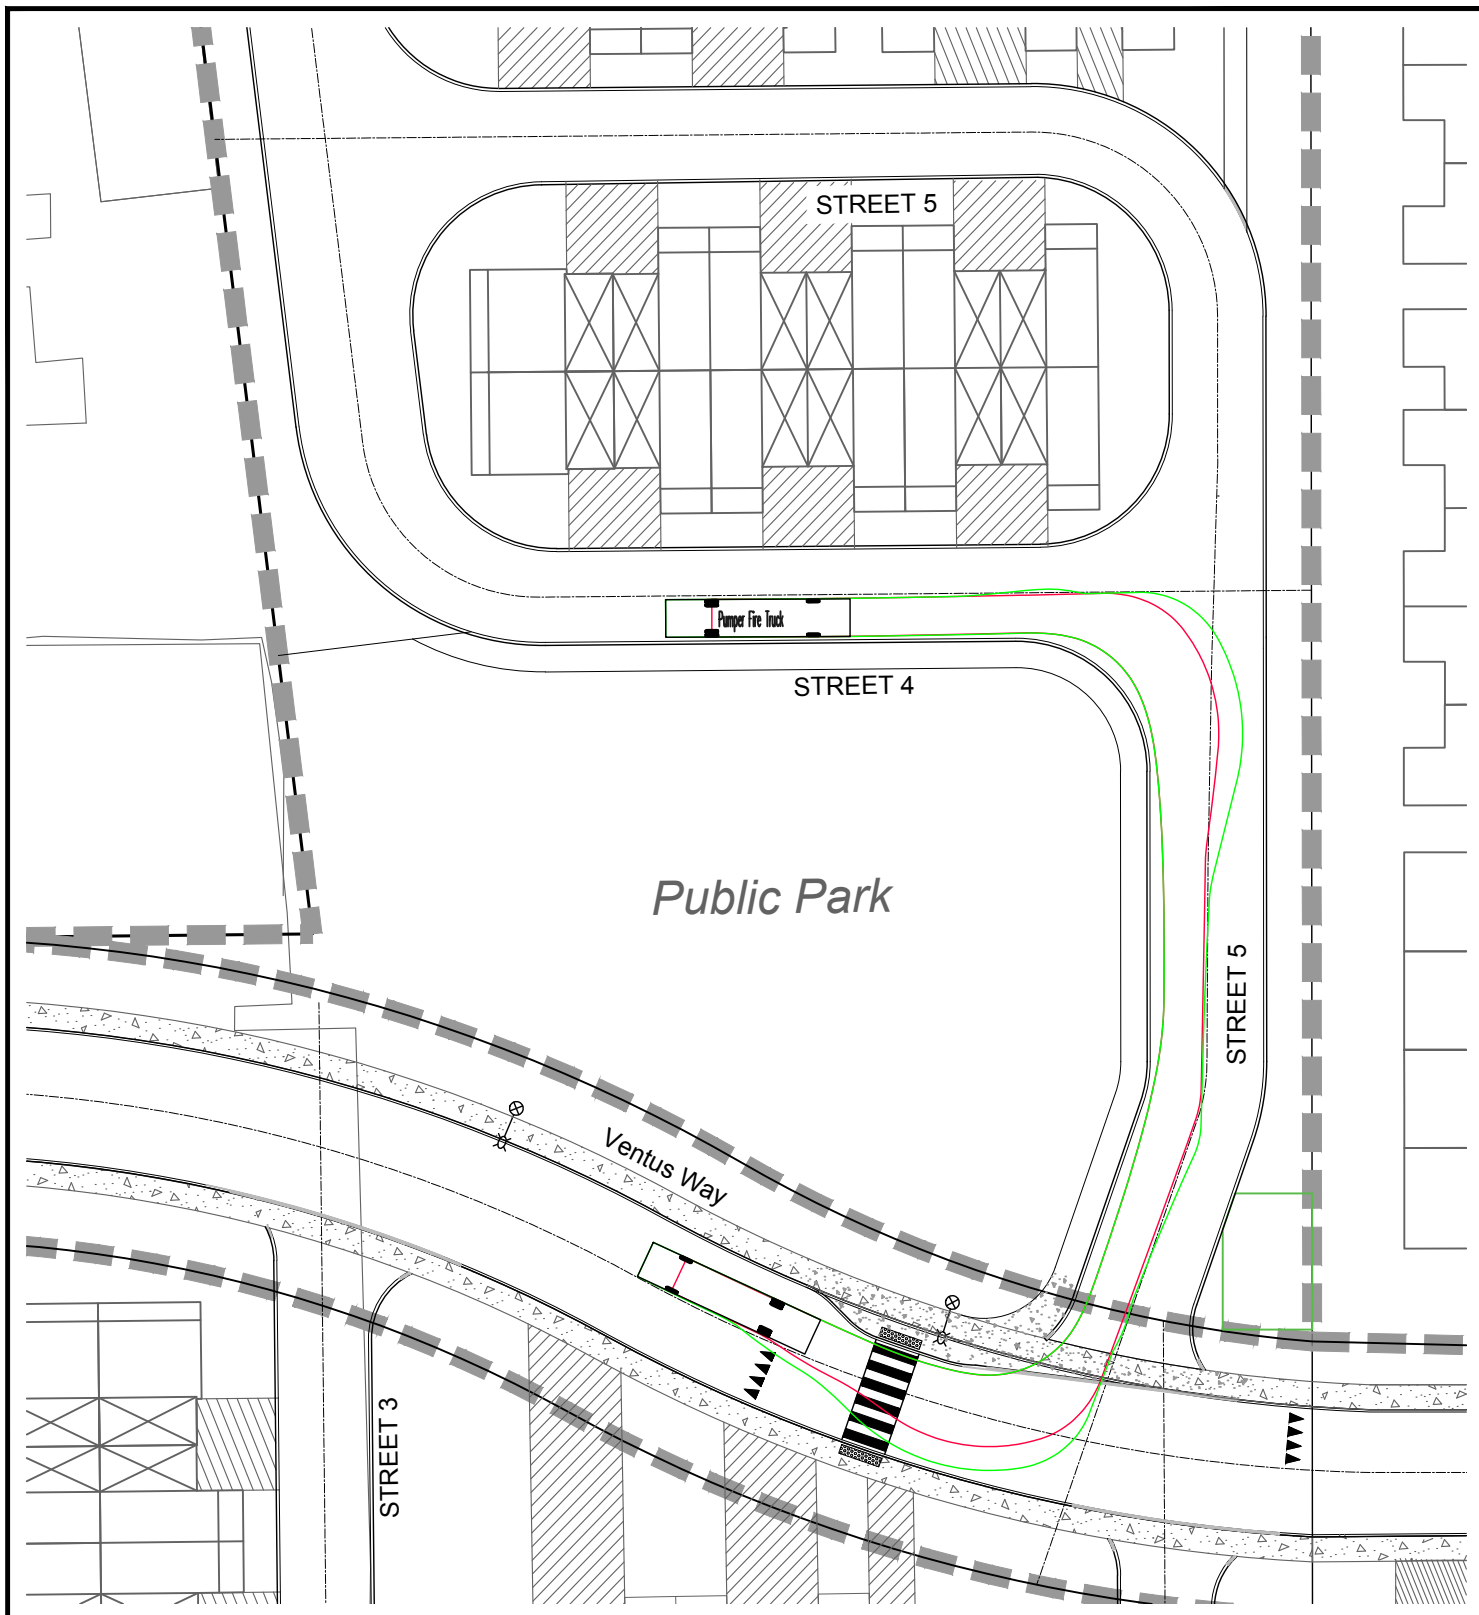 STREET 5
Pumper Fire Truck
STREET 4
Public Park
STREET 5
Ventus Way
STREET 3